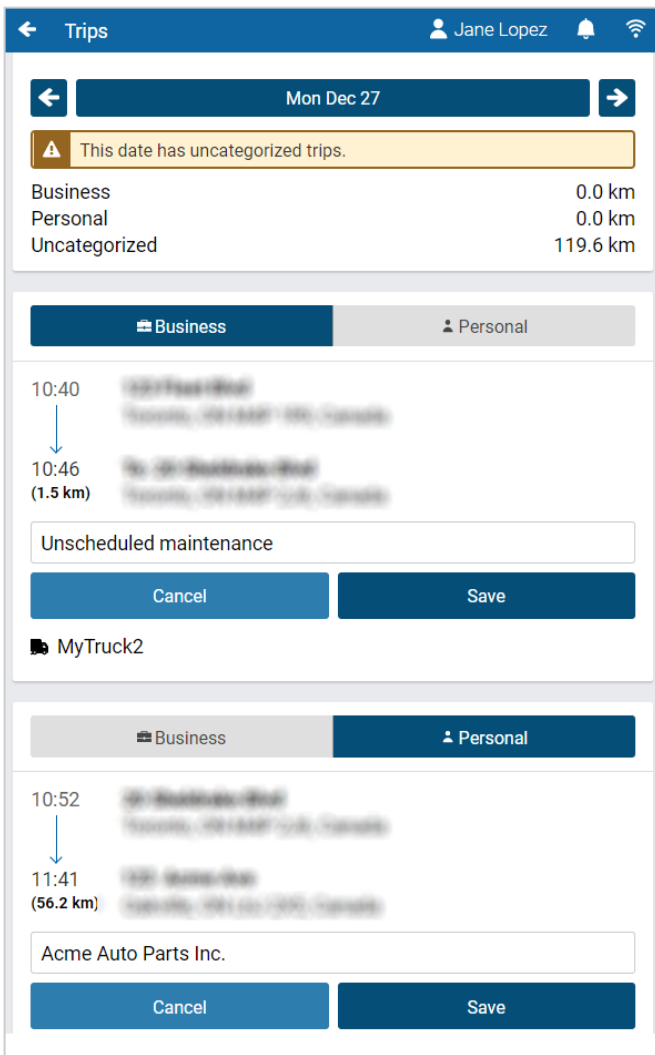 Trips Jane Lopez
Mon Dec 27
This date has uncategorized trips.
Business 0.0 km
Personal 0.0 km
Uncategorized 119.6 km
Business Personal
10:40
10:46
(1.5 km)
Unscheduled maintenance
Cancel Save
MyTruck2
Business Personal
10:52
11:41
(56.2 km)
Acme Auto Parts Inc.
Cancel Save